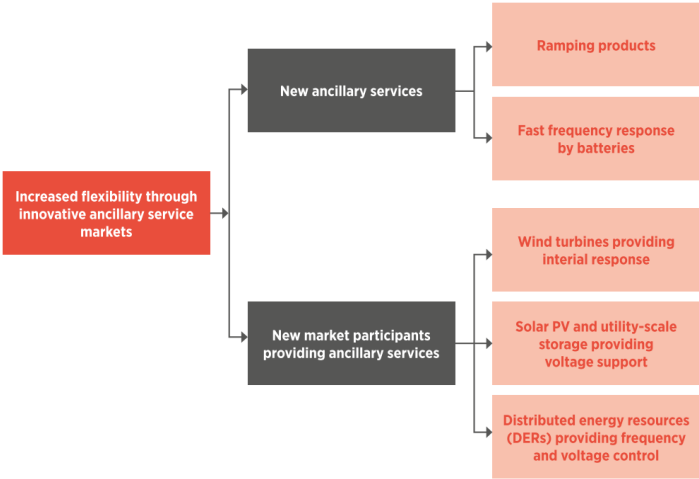 Ramping products
New ancillary services
Fast frequency response
by batteries
Increased flexibility through
innovative ancillary service
markets
Wind turbines providing
interial response
New market participants
providing ancillary services
Solar PV and utility-scale
storage providing
voltage support
Distributed energy resources
(DERs) providing frequency
and voltage control